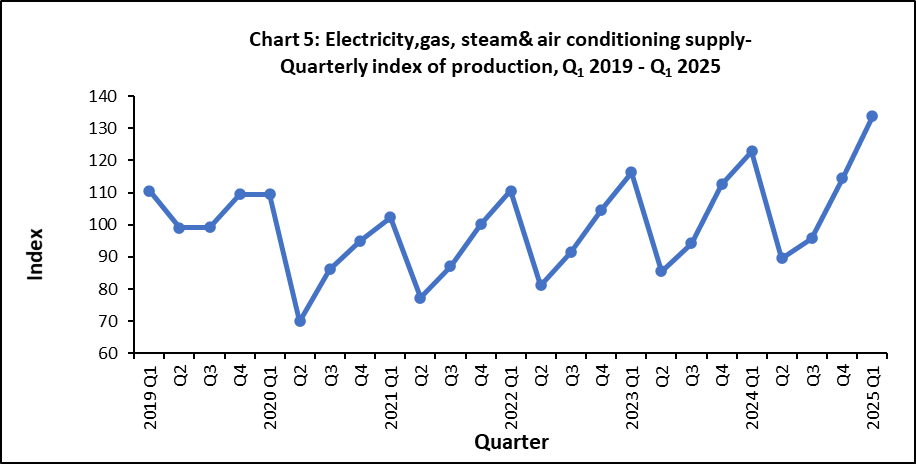 Chart 5: Electricity,gas, steam& air conditioning supply-
Quarterly index of production, Q1 2019 - Q1 2025
140
130
120
110
100
90
80
70
60
Index
2019 Q1
Q2
Q3
Q4
2020 Q1
Q2
Q3
Q4
2021 Q1
Q2
Q3
Q4
2022 Q1
Q2
Q3
Q4
2023 Q1
Q2
Q3
Q4
2024 Q1
Q2
Q3
Q4
2025 Q1
Quarter